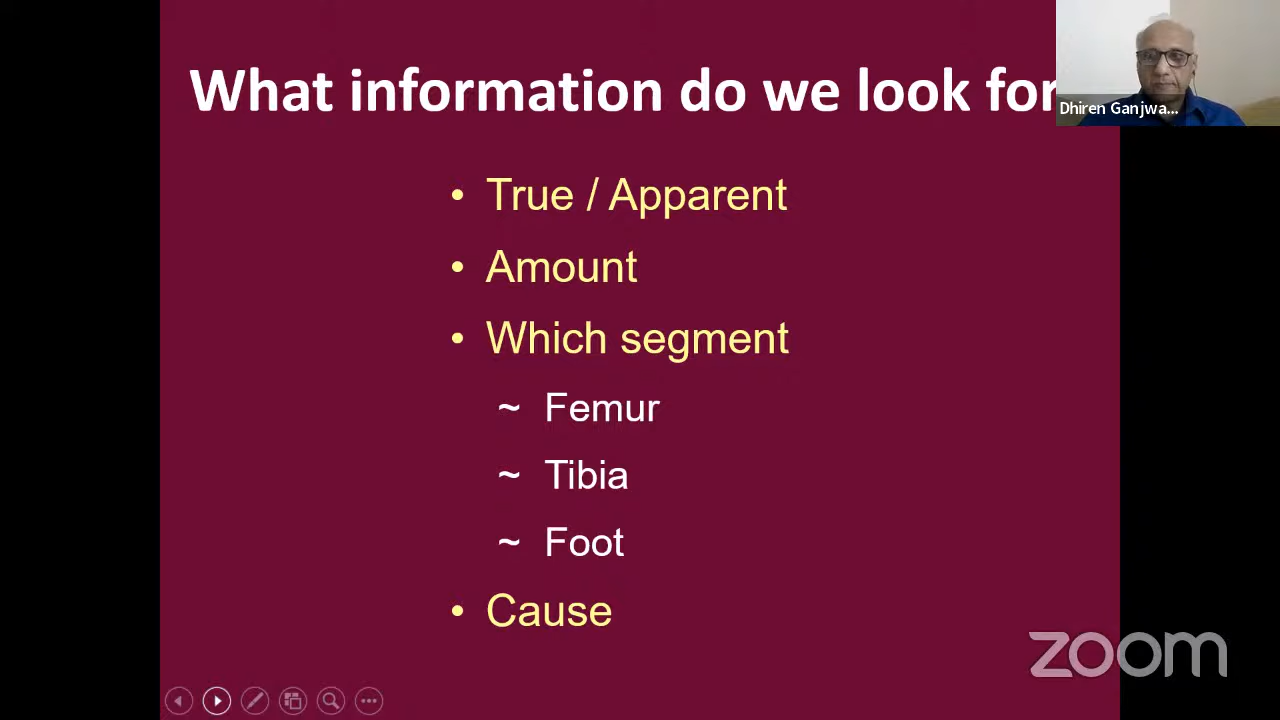 What information do we look for
Dhiren Ganjwa...
• True / Apparent
• Amount
• Which segment
~ Femur
~ Tibia
~ Foot
• Cause
zoom